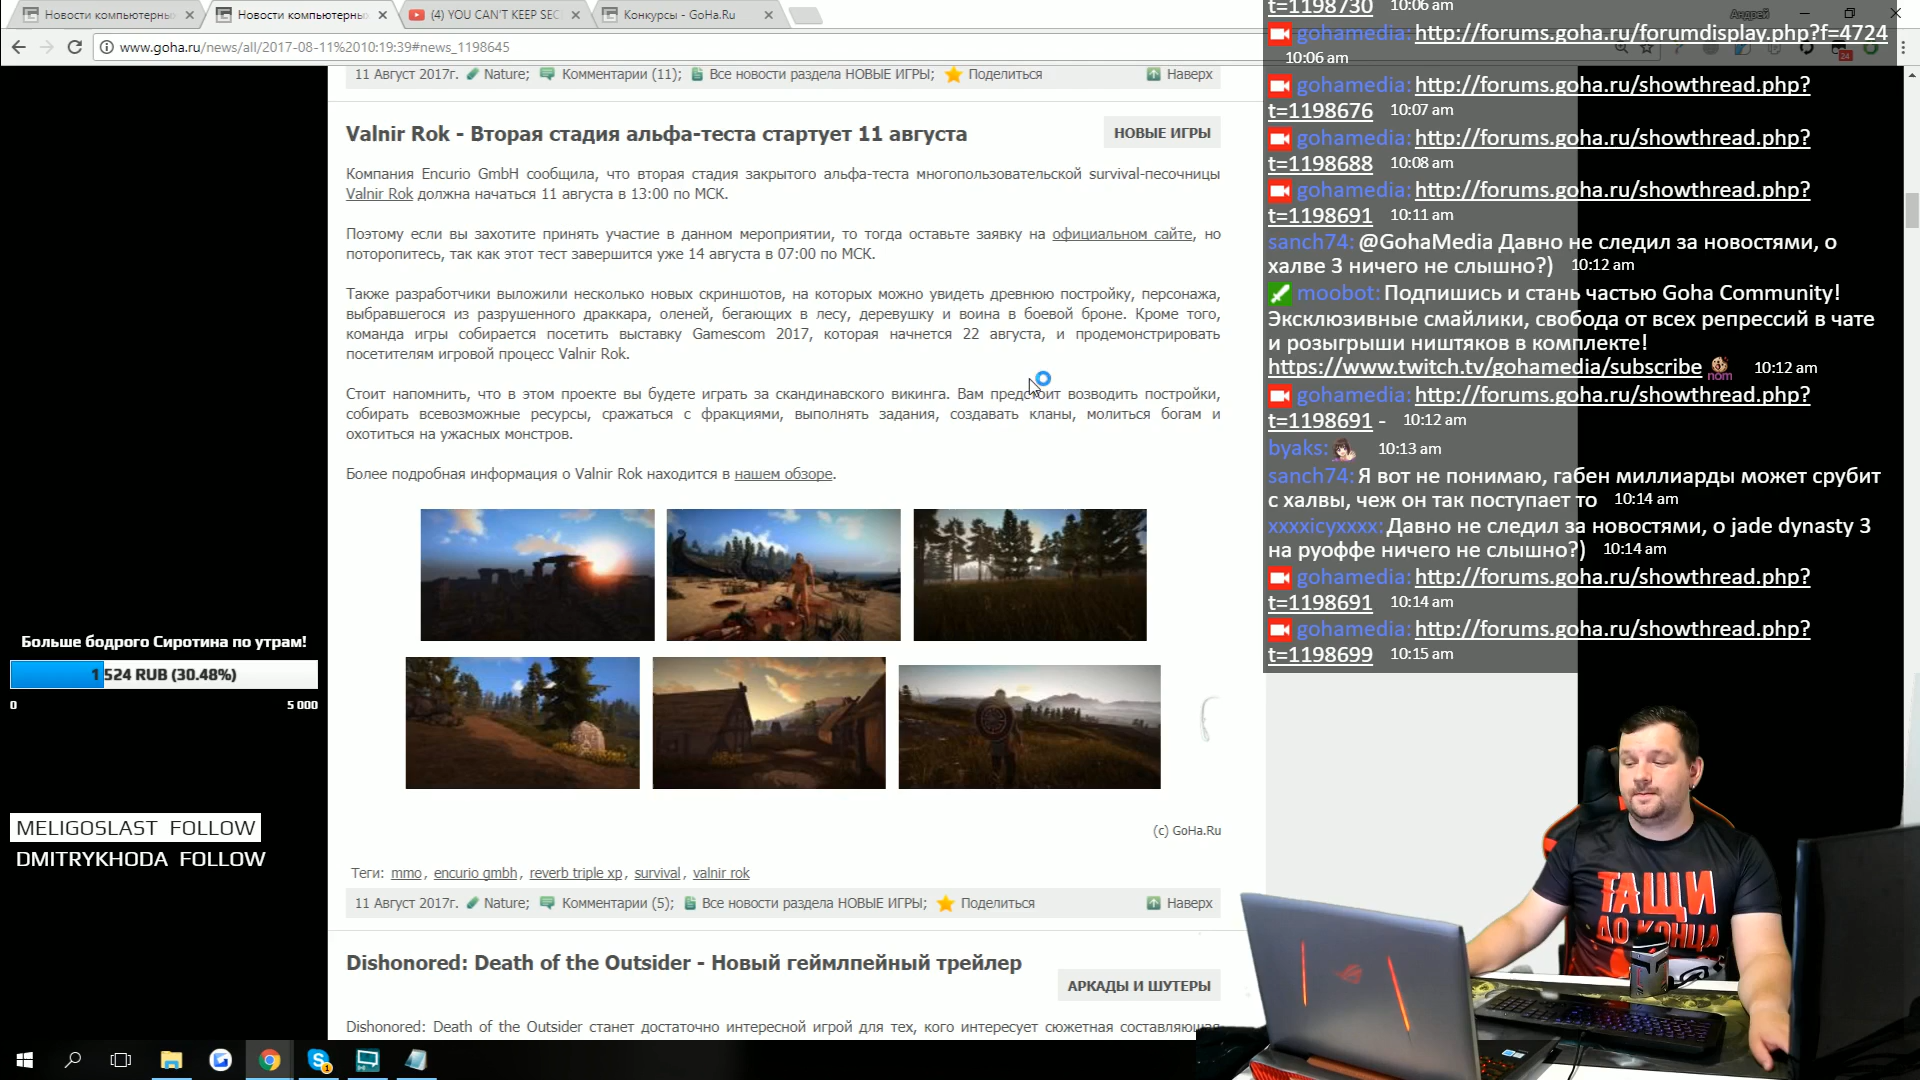 Новости компьютерны
Новости компьютерны
(4) YOU CAN'T KEEP SEC
Конкурсы - GoHa.Ru
Андрей
www.goha.ru/news/all/2017-08-11%2010:19:39#news_1198645
11 Август 2017г. Nature; Комментарии (11); Все новости раздела НОВЫЕ ИГРЫ; Поделиться Наверх
Valnir Rok - Вторая стадия альфа-теста стартует 11 августа
НОВЫЕ ИГРЫ
Компания Encurio GmbH сообщила, что вторая стадия закрытого альфа-теста многопользовательской survival-песочницы
Valnir Rok должна начаться 11 августа в 13:00 по МСК.
Поэтому если вы захотите принять участие в данном мероприятии, то тогда оставьте заявку на официальном сайте, но
поторопитесь, так как этот тест завершится уже 14 августа в 07:00 по МСК.
Также разработчики выложили несколько новых скриншотов, на которых можно увидеть древнюю постройку, персонажа,
выбравшегося из разрушенного драккара, оленей, бегающих в лесу, деревушку и воина в боевой броне. Кроме того,
команда игры собирается посетить выставку Gamescom 2017, которая начнется 22 августа, и продемонстрировать
посетителям игровой процесс Valnir Rok.
Стоит напомнить, что в этом проекте вы будете играть за скандинавского викинга. Вам предстоит возводить постройки,
собирать всевозможные ресурсы, сражаться с фракциями, выполнять задания, создавать кланы, молиться богам и
охотиться на ужасных монстров.
Более подробная информация о Valnir Rok находится в нашем обзоре.
(c) GoHa.Ru
Теги: mmo, encurio gmbh, reverb triple xp, survival, valnir rok
11 Август 2017г. Nature; Комментарии (5); Все новости раздела НОВЫЕ ИГРЫ; Поделиться Наверх
Dishonored: Death of the Outsider - Новый геймлпейный трейлер
АРКАДЫ И ШУТЕРЫ
Dishonored: Death of the Outsider станет достаточно интересной игрой для тех, кого интересует сюжетная составляющая
Больше бодрого Сиротина по утрам!
1 524 RUB (30.48%)
0 5 000
MELIGOSLAST FOLLOW
DMITRYKHODA FOLLOW
t=1198730 10:06 am
gohamedia: http://forums.goha.ru/forumdisplay.php?f=4724
10:06 am
gohamedia: http://forums.goha.ru/showthread.php?
t=1198676 10:07 am
gohamedia: http://forums.goha.ru/showthread.php?
t=1198688 10:08 am
gohamedia: http://forums.goha.ru/showthread.php?
t=1198691 10:11 am
sanch74: @GohaMedia Давно не следил за новостями, о
халве 3 ничего не слышно?) 10:12 am
moobot: Подпишись и стань частью Goha Community!
Эксклюзивные смайлики, свобода от всех репрессий в чате
и розыгрыши ништяков в комплекте!
https://www.twitch.tv/gohamedia/subscribe nom 10:12 am
gohamedia: http://forums.goha.ru/showthread.php?
t=1198691 - 10:12 am
byaks: 10:13 am
sanch74: Я вот не понимаю, габен миллиарды может срубит
с халвы, чеж он так поступает то 10:14 am
xxxxicyxxxx: Давно не следил за новостями, о jade dynasty 3
на руоффе ничего не слышно?) 10:14 am
gohamedia: http://forums.goha.ru/showthread.php?
t=1198691 10:14 am
gohamedia: http://forums.goha.ru/showthread.php?
t=1198699 10:15 am
ТАЩИ
ДО КОНЦА
1
24